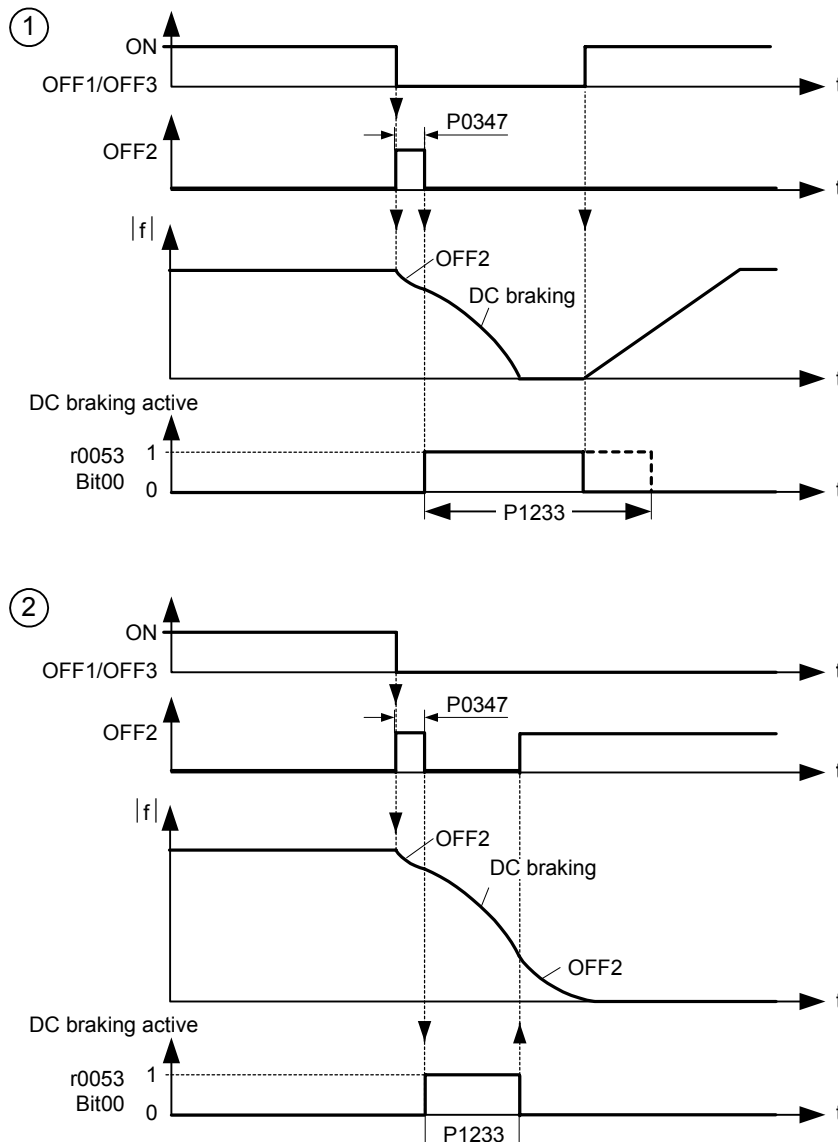 1
ON
OFF1/OFF3
t
P0347
OFF2
t
|f|
OFF2
DC braking
t
DC braking active
r0053 1
Bit00 0
t
P1233
2
ON
OFF1/OFF3
t
P0347
OFF2
t
|f|
OFF2
DC braking
OFF2
t
DC braking active
r0053 1
Bit00 0
t
P1233